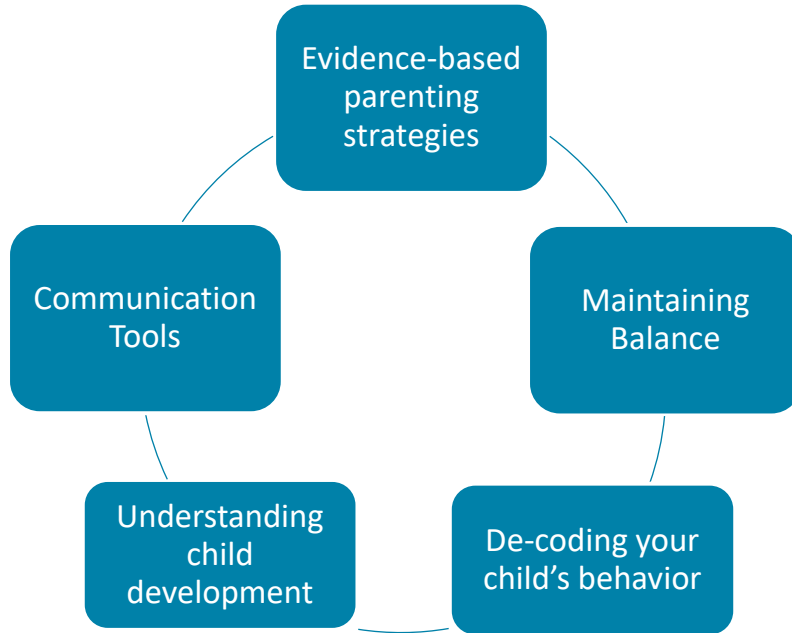 Evidence-based
parenting
strategies
Communication
Tools
Maintaining
Balance
Understanding
child
development
De-coding your
child’s behavior